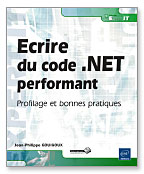 Ecrire
du code .NET
performant
Profilage et bonnes pratiques
Jean-Philippe GOUIGOUX